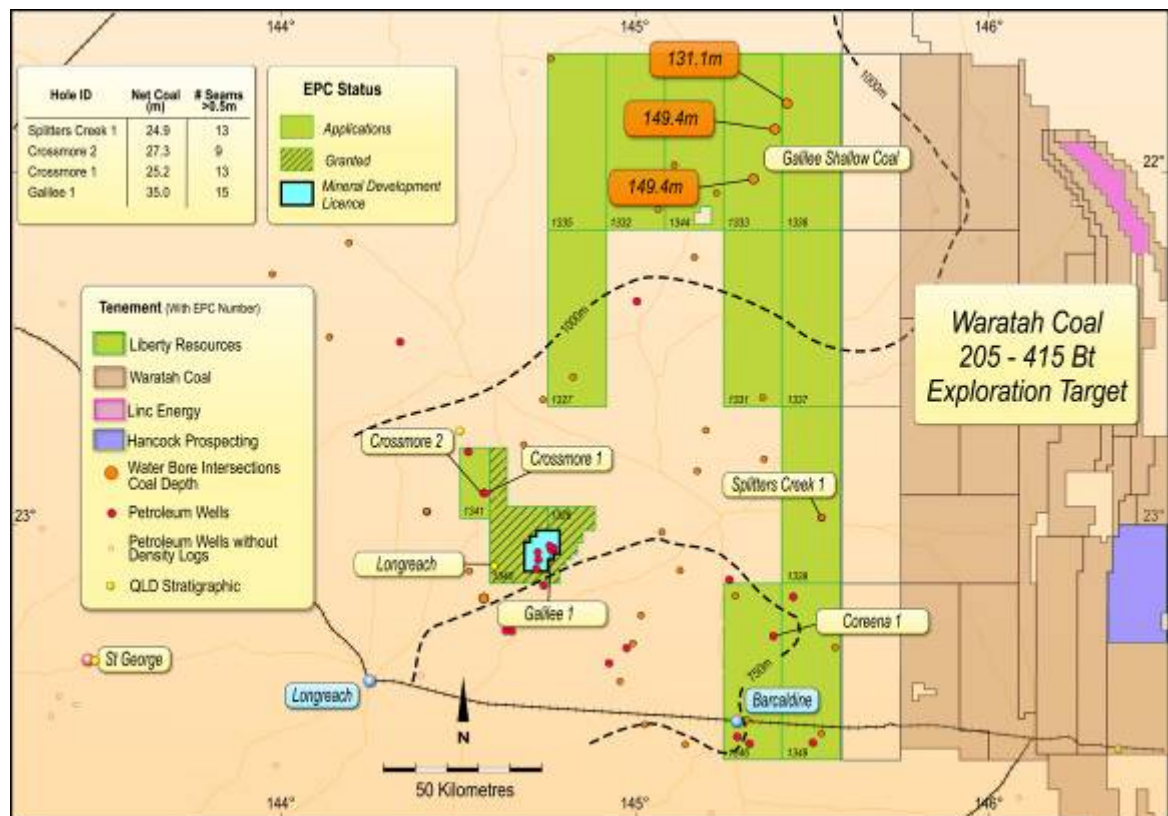 144°
145°
146°
Hole ID
Net Coal (m)
# Seams >0.5m
Splitters Creek 1 24.9 13
Crossmore 2 27.3 9
Crossmore 1 25.2 13
Galilee 1 35.0 15
EPC Status
Applications
Granted
Mineral Development
Licence
131.1m
149.4m
149.4m
Galilee Shallow Coal
1000m
22°
1335
1332
1344
1333
1336
Tenement (With EPC Number)
Liberty Resources
Waratah Coal
Linc Energy
Hancock Prospecting
Water Bore Intersections
Coal Depth
Petroleum Wells
Petroleum Wells without
Density Logs
QLD Stratigraphic
1000m
Waratah Coal
205 - 415 Bt
Exploration Target
1327
1331
1337
Crossmore 2
Crossmore 1
Splitters Creek 1
23°
23°
1341
Longreach
Galilee 1
Coreena 1
750m
St George
Longreach
Barcaldine
N
1349
50 Kilometres
144°
145°
146°